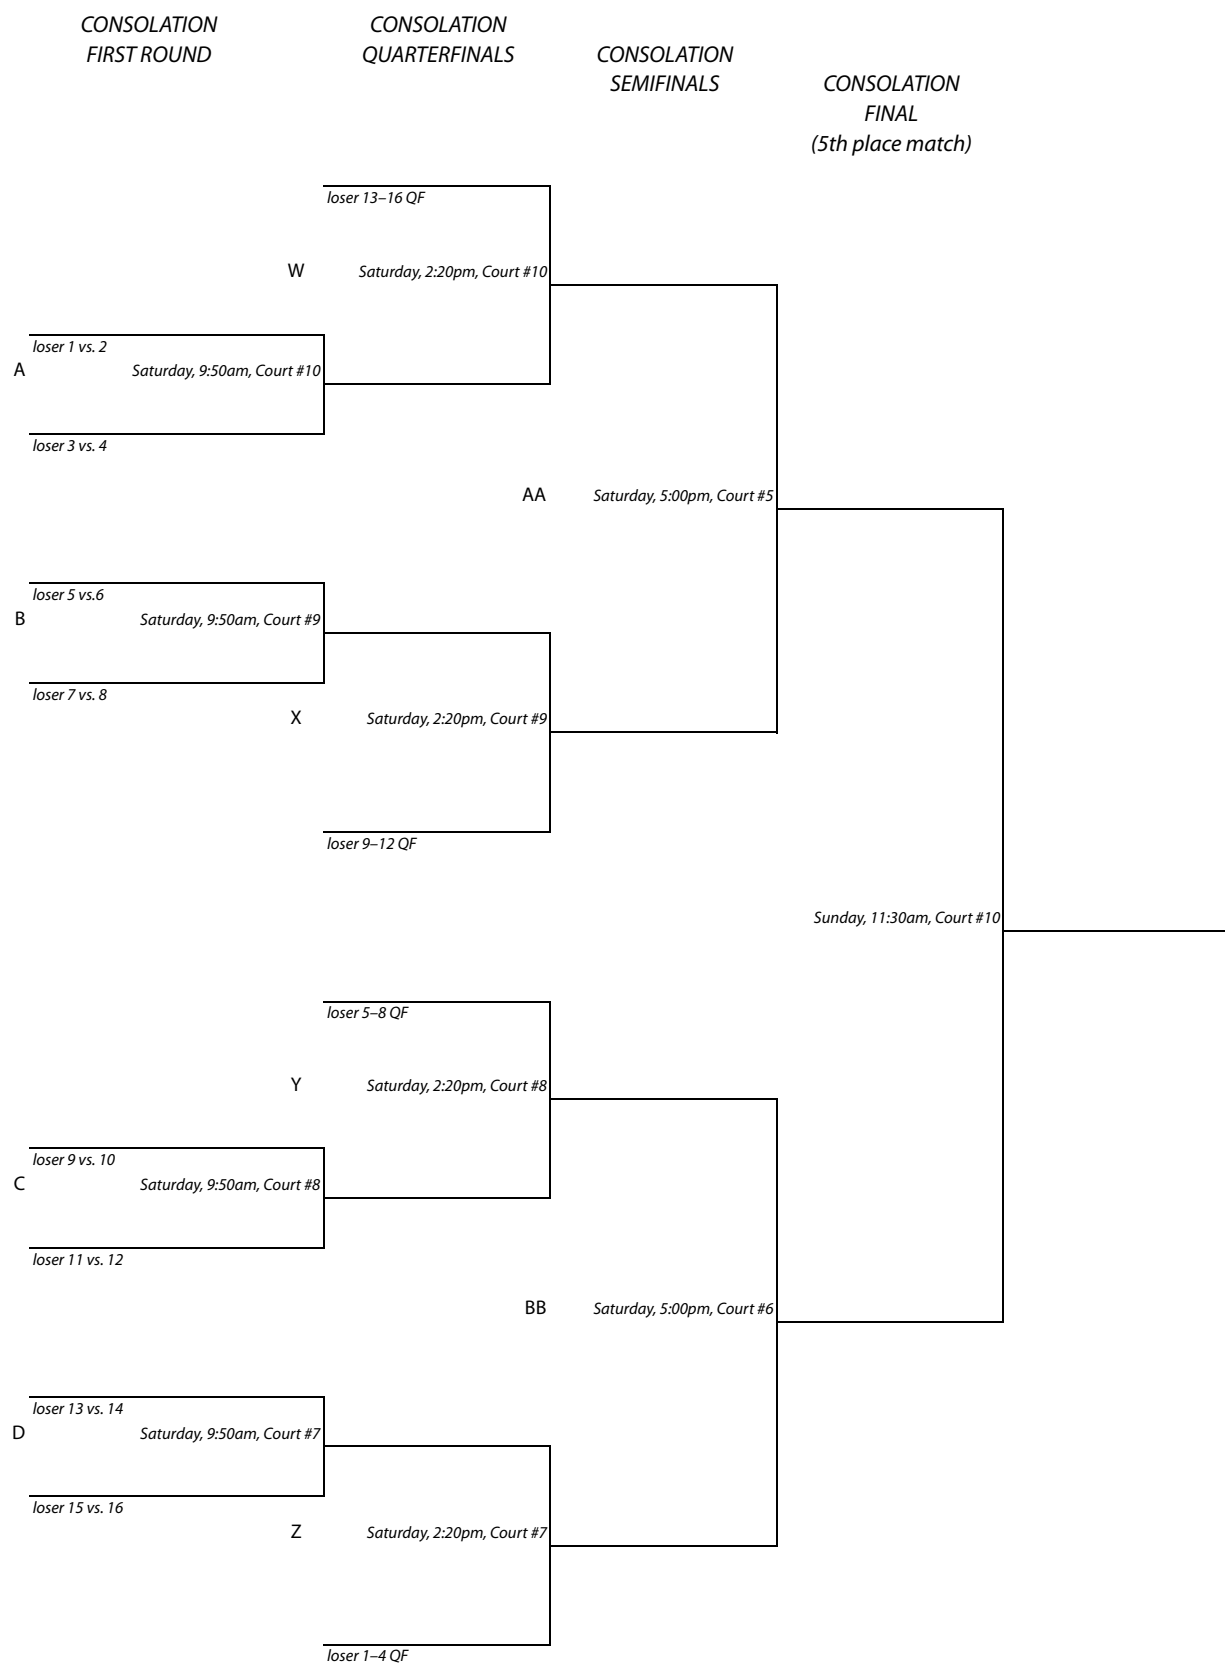 CONSOLATION
FIRST ROUND
CONSOLATION
QUARTERFINALS
CONSOLATION
SEMIFINALS
CONSOLATION
FINAL
(5th place match)
loser 13–16 QF
W
Saturday, 2:20pm, Court #10
loser 1 vs. 2
A
Saturday, 9:50am, Court #10
loser 3 vs. 4
AA
Saturday, 5:00pm, Court #5
loser 5 vs.6
B
Saturday, 9:50am, Court #9
loser 7 vs. 8
X
Saturday, 2:20pm, Court #9
loser 9–12 QF
Sunday, 11:30am, Court #10
loser 5–8 QF
Y
Saturday, 2:20pm, Court #8
loser 9 vs. 10
C
Saturday, 9:50am, Court #8
loser 11 vs. 12
BB
Saturday, 5:00pm, Court #6
loser 13 vs. 14
D
Saturday, 9:50am, Court #7
loser 15 vs. 16
Z
Saturday, 2:20pm, Court #7
loser 1–4 QF